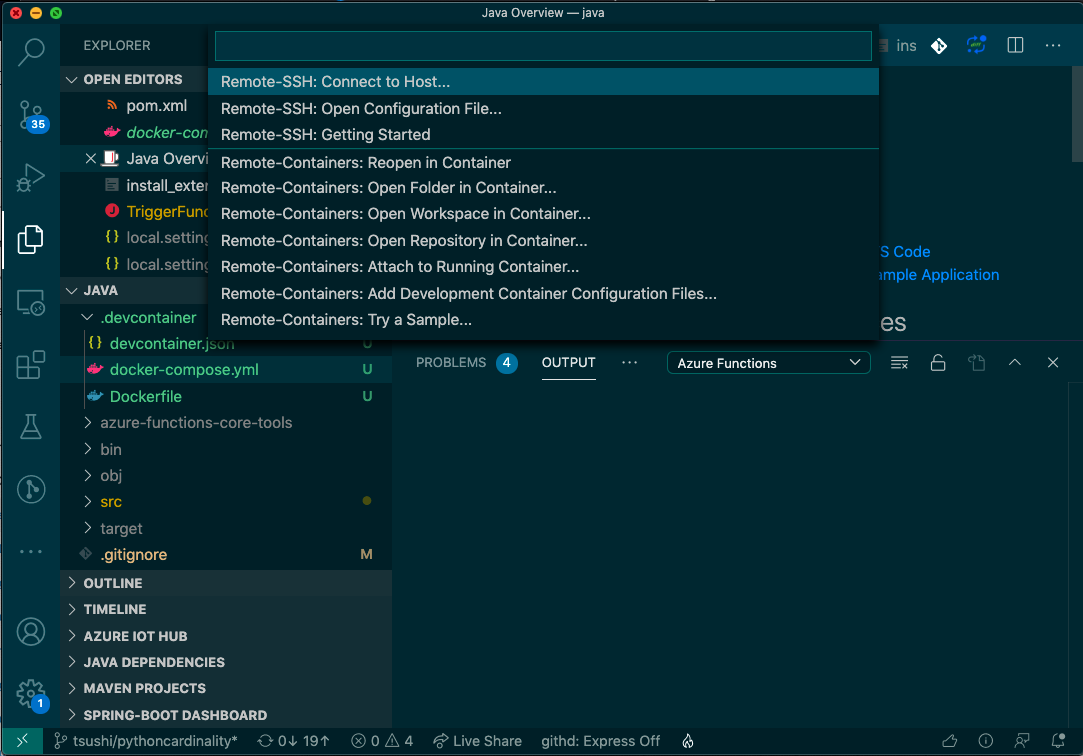 Java Overview — java
EXPLORER
ins
OPEN EDITORS
pom.xml
docker-com
Java Overvi
install_exter
TriggerFunc
local.setting
local.setting
Remote-SSH: Connect to Host...
Remote-SSH: Open Configuration File...
Remote-SSH: Getting Started
Remote-Containers: Reopen in Container
Remote-Containers: Open Folder in Container...
Remote-Containers: Open Workspace in Container...
Remote-Containers: Open Repository in Container...
Remote-Containers: Attach to Running Container...
Remote-Containers: Add Development Container Configuration Files...
Remote-Containers: Try a Sample...
S Code
mple Application
es
35
JAVA
.devcontainer
devcontainer.json U
docker-compose.yml U
Dockerfile U
azure-functions-core-tools
bin
obj
src
target
.gitignore M
OUTLINE
TIMELINE
AZURE IOT HUB
JAVA DEPENDENCIES
MAVEN PROJECTS
SPRING-BOOT DASHBOARD
PROBLEMS 4 OUTPUT ··· Azure Functions
1
tsushi/pythoncardinality* 0↓ 19↑ 0 4 Live Share githd: Express Off